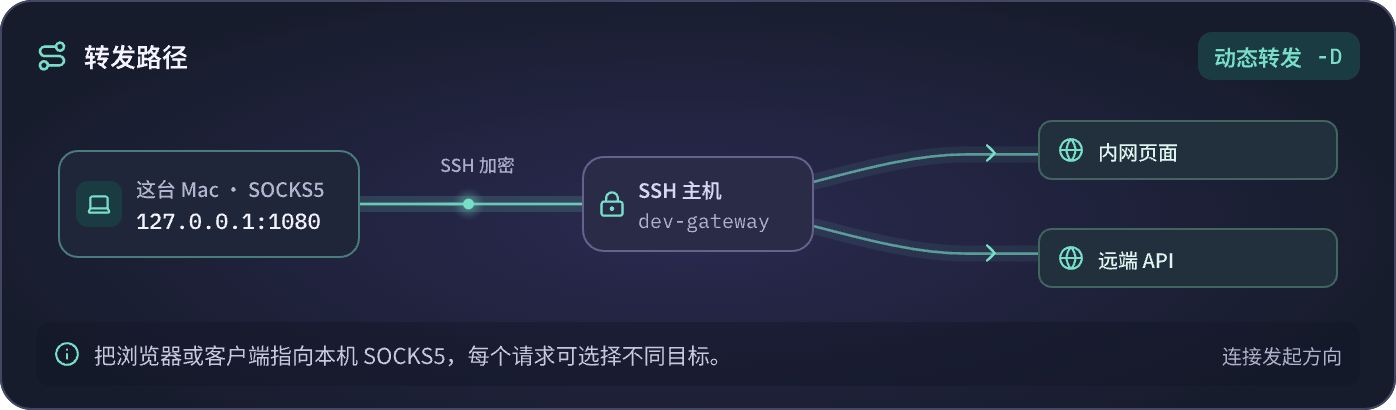 转发路径
动态转发 -D
这台 Mac · SOCKS5
127.0.0.1:1080
SSH 加密
SSH 主机
dev-gateway
内网页面
远端 API
把浏览器或客户端指向本机 SOCKS5，每个请求可选择不同目标。
连接发起方向